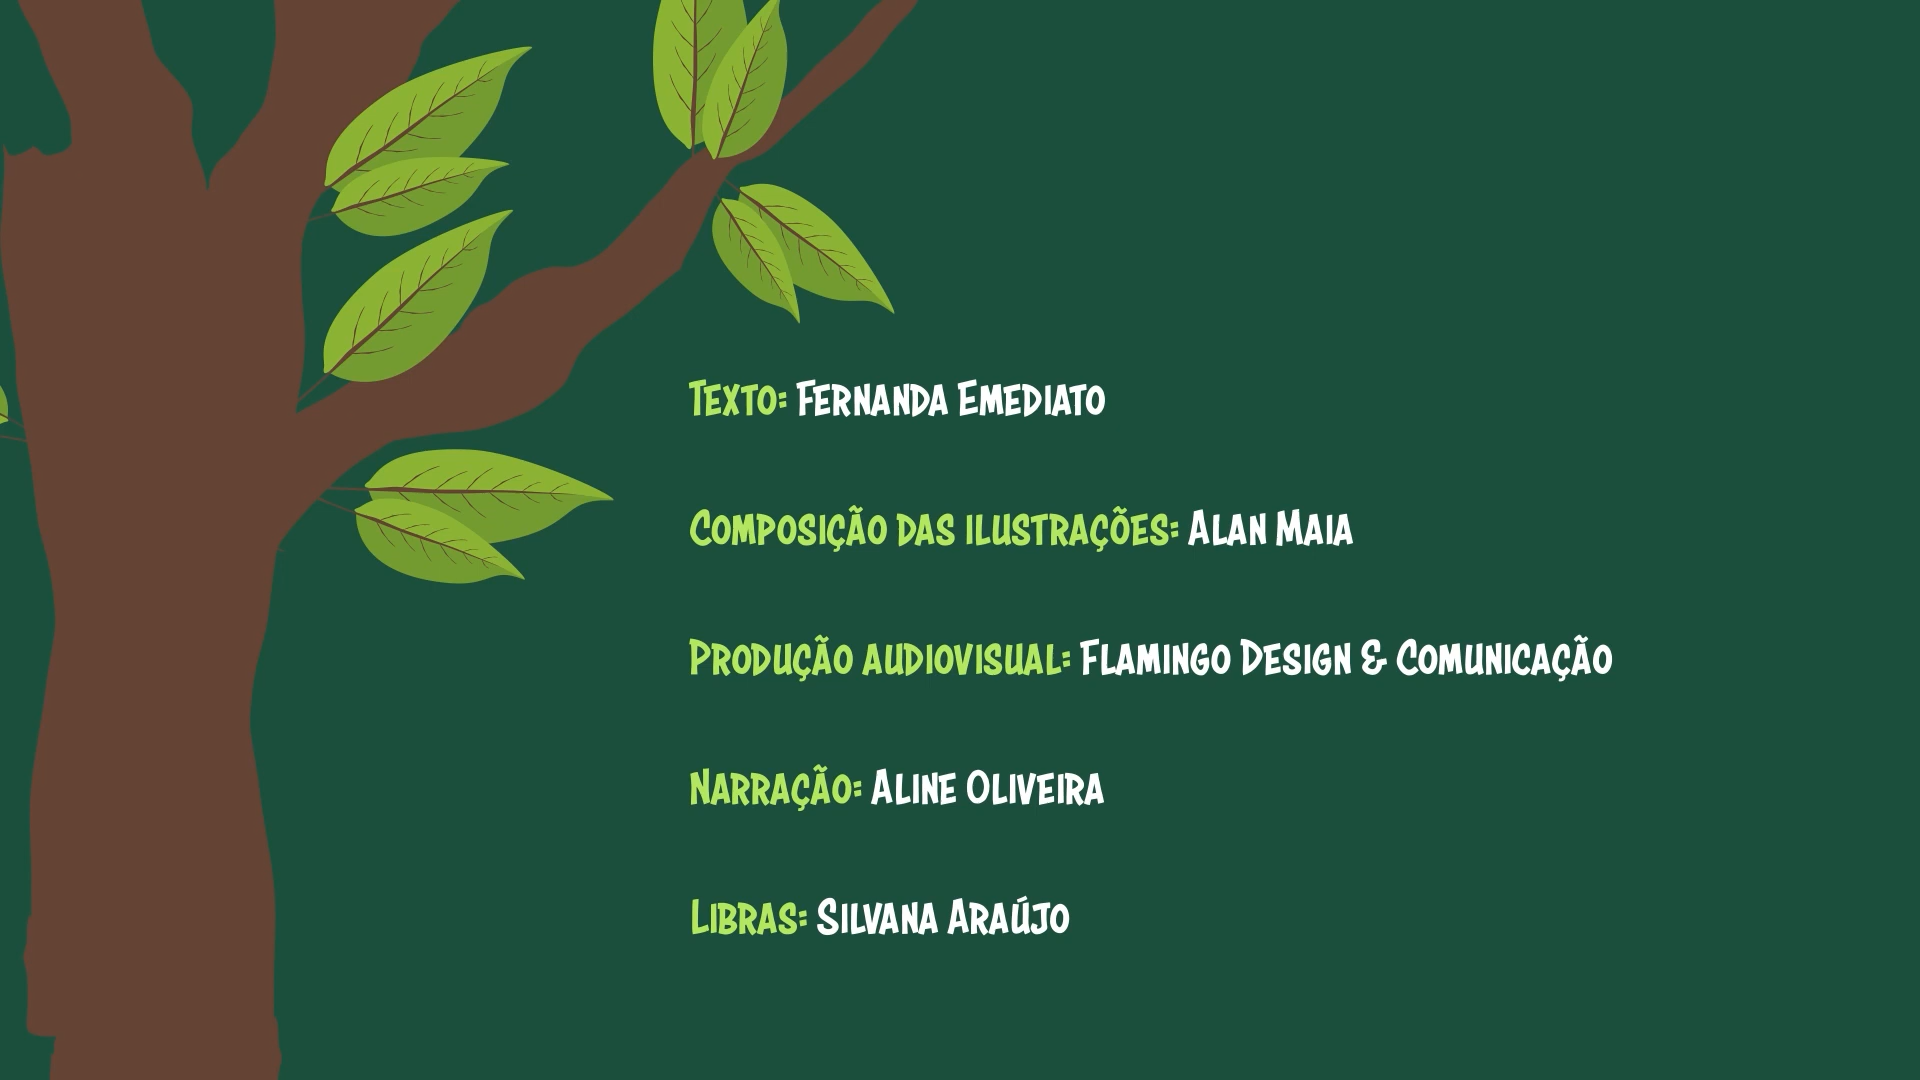 Texto: Fernanda Emediato
Composição das ilustrações: Alan Maia
Produção audiovisual: Flamingo Design & Comunicação
Narração: Aline Oliveira
Libras: Silvana Araújo